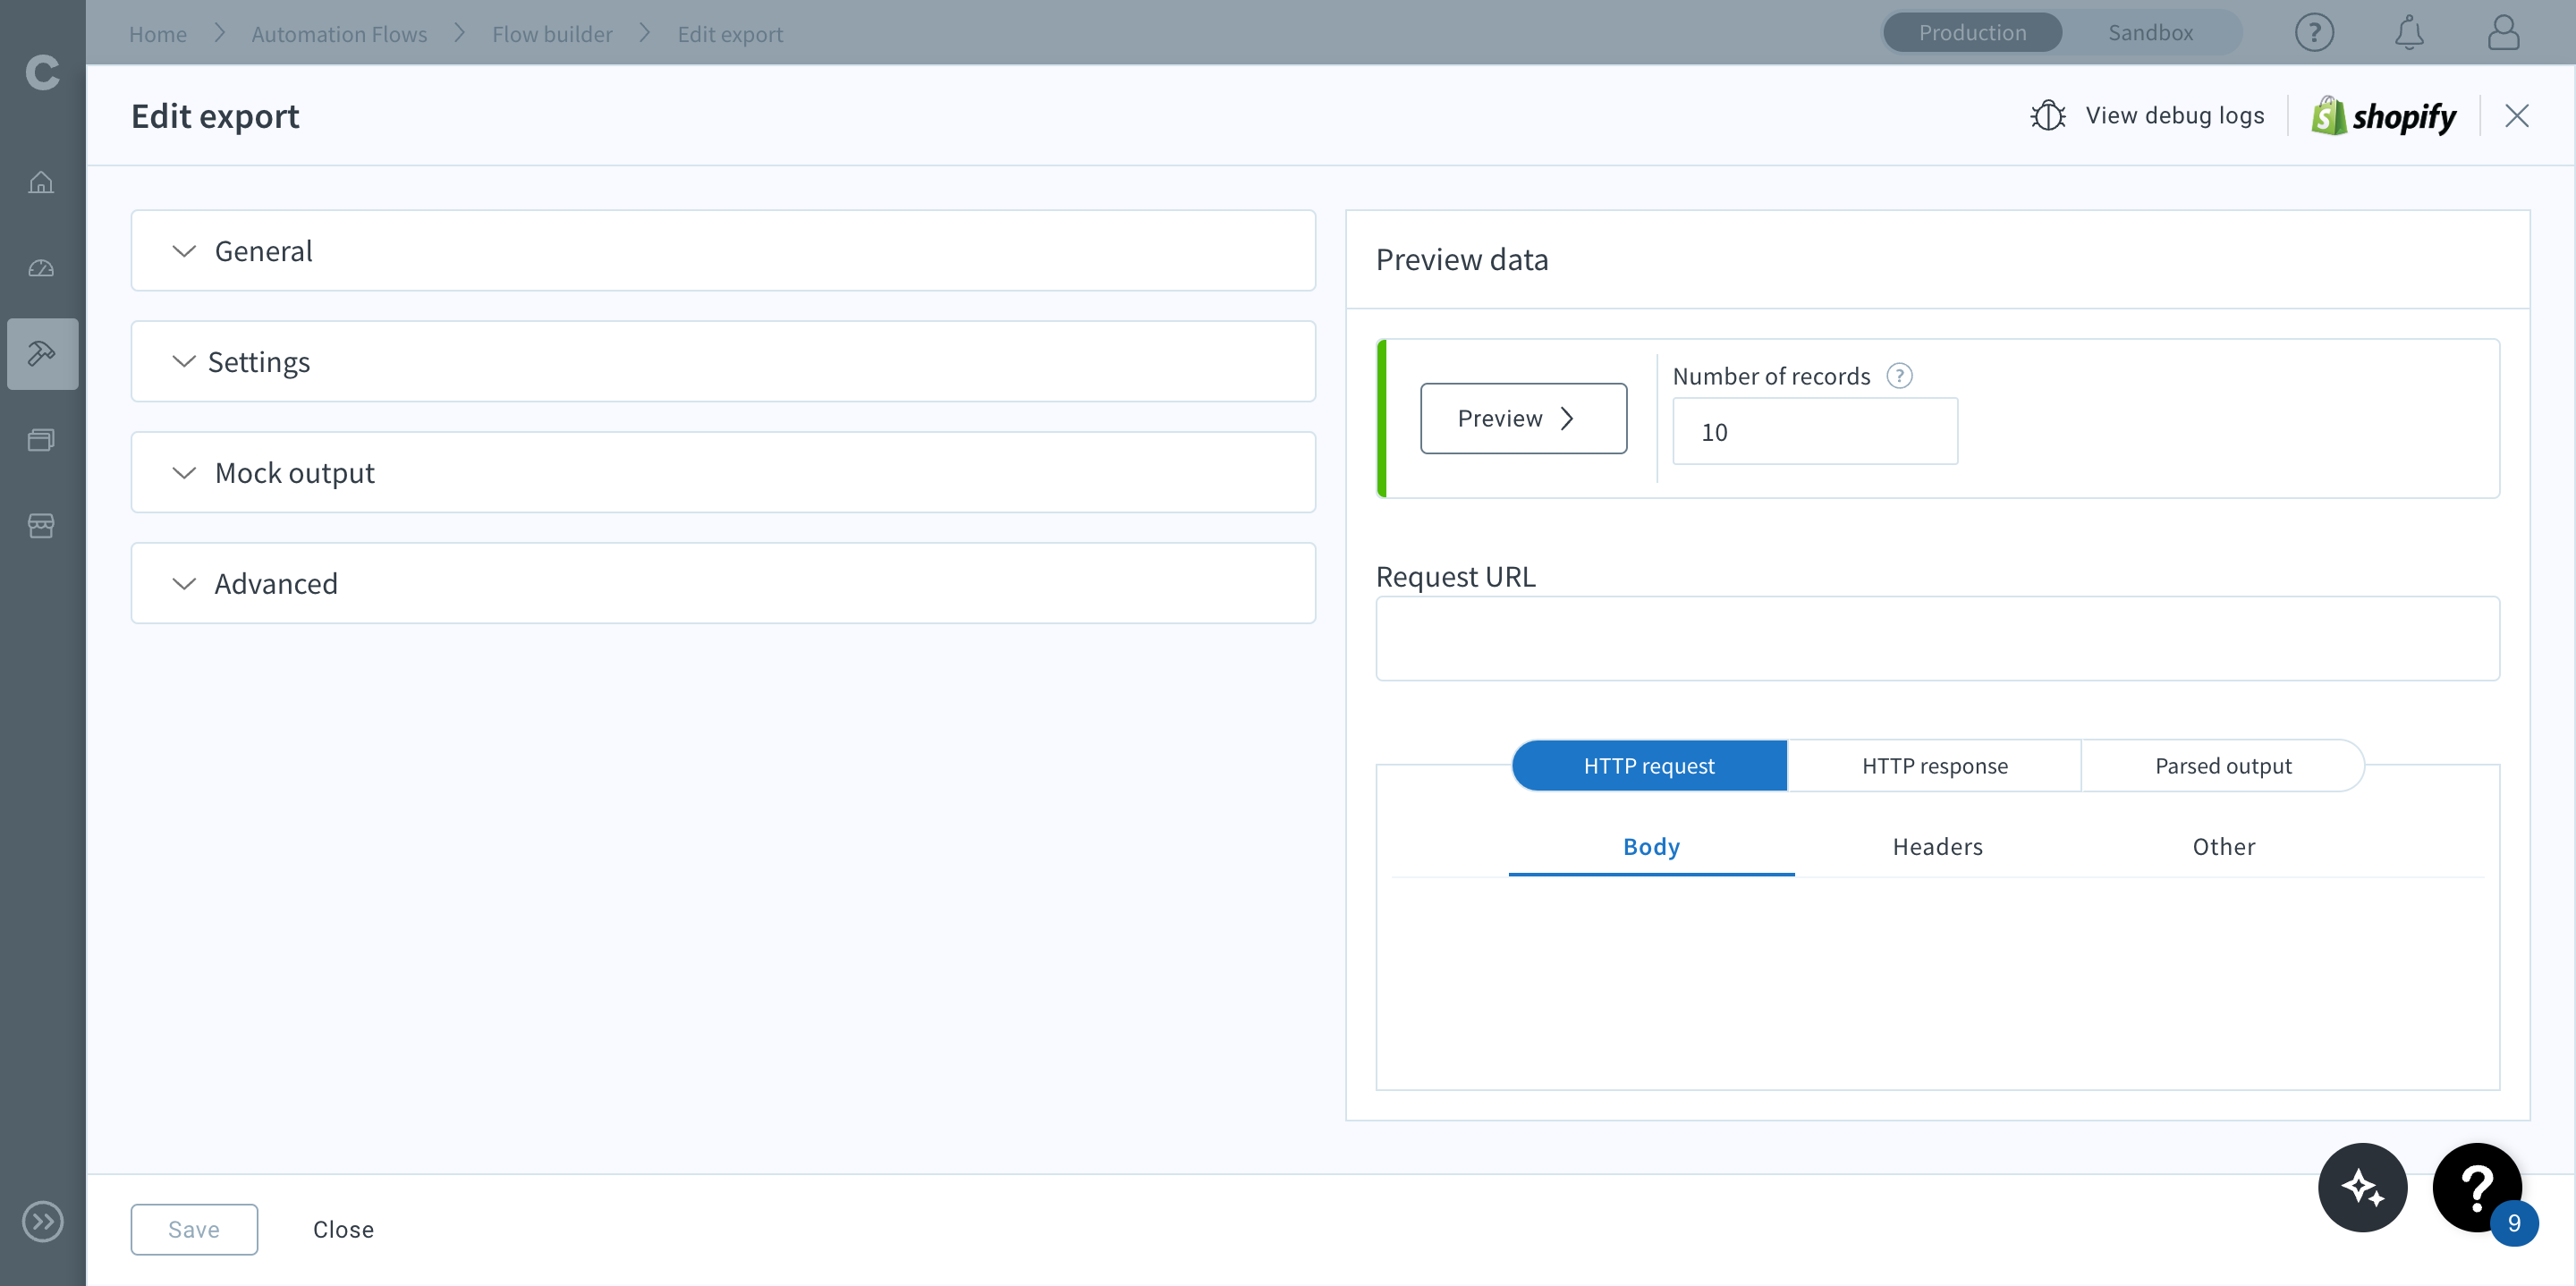 Home
Automation Flows
Flow builder
Edit export
Production
Sandbox
?
C
Edit export
View debug logs
shopify
General
Settings
Mock output
Advanced
Preview data
Preview
Number of records ?
10
Request URL
HTTP request
HTTP response
Parsed output
Body
Headers
Other
Save
Close
?
9